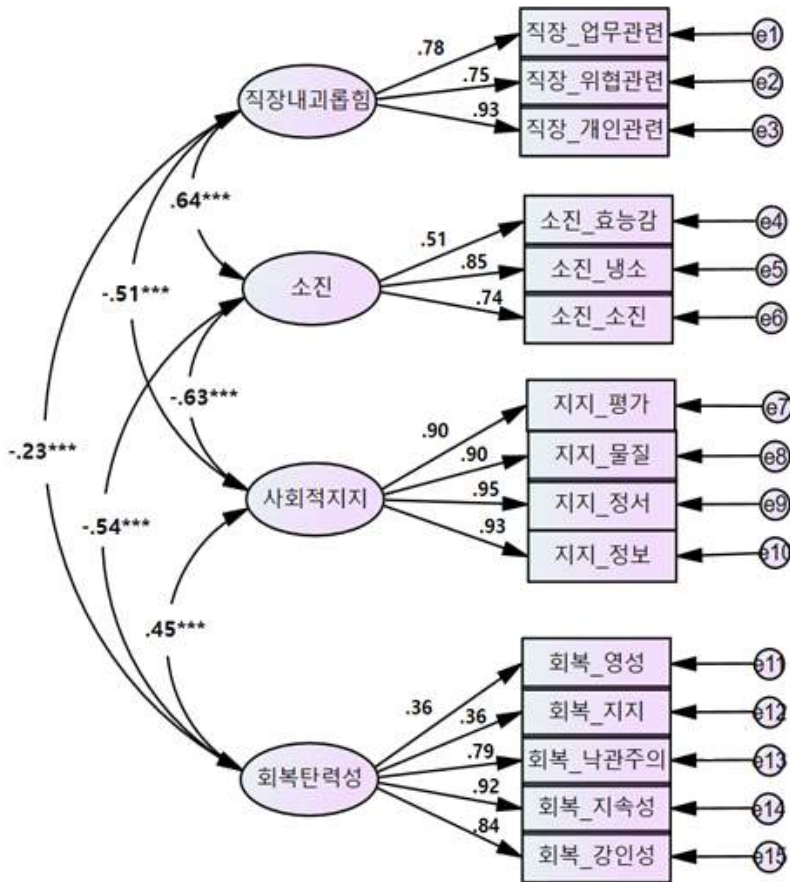 .78
직장_업무관련
e1
.75
직장_위협관련
e2
직장내괴롭힘
.93
직장_개인관련
e3
.64***
.51
소진_효능감
e4
.85
소진_냉소
e5
소진
.74
소진_소진
e6
-.51***
-.63***
.90
지지_평가
e7
.90
지지_물질
e8
사회적지지
.95
지지_정서
e9
.93
지지_정보
e10
-.23***
-.54***
.45***
.36
회복_영성
e11
.36
회복_지지
e12
.79
회복_낙관주의
e13
회복탄력성
.92
회복_지속성
e14
.84
회복_강인성
e15